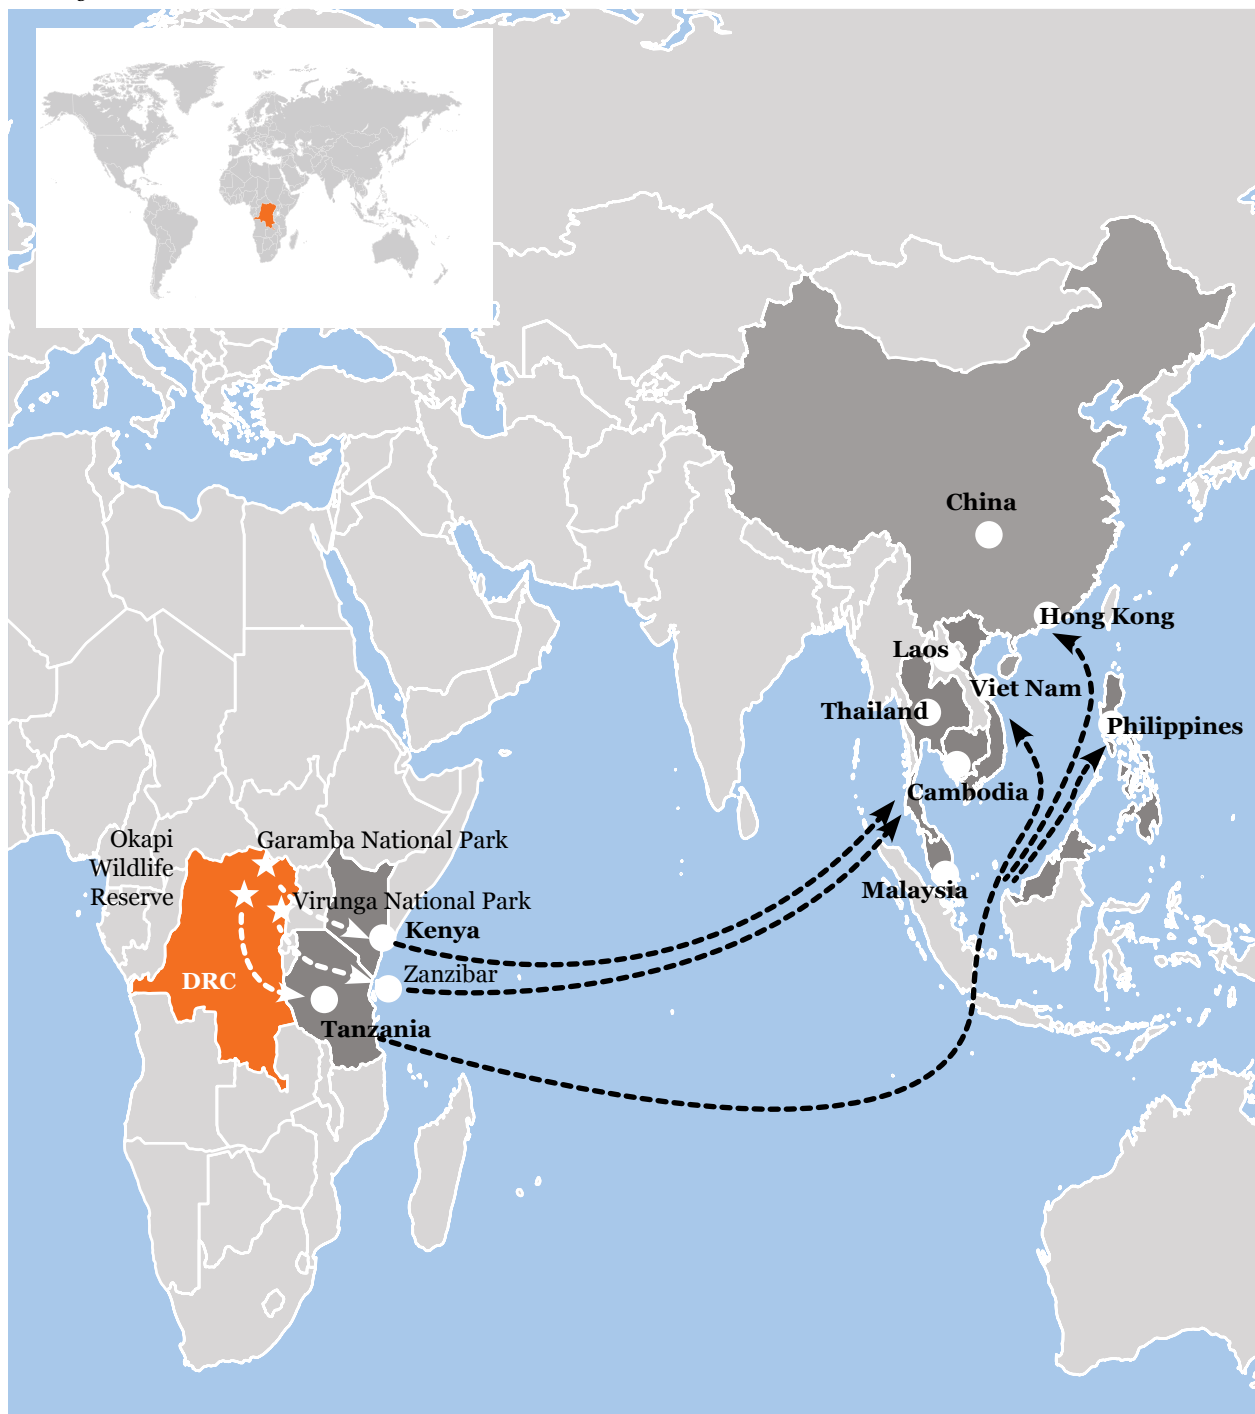 China
Hong Kong
Laos
Viet Nam
Thailand
Philippines
Cambodia
Malaysia
Okapi
Wildlife
Reserve
Garamba National Park
Virunga National Park
Kenya
Zanzibar
DRC
Tanzania